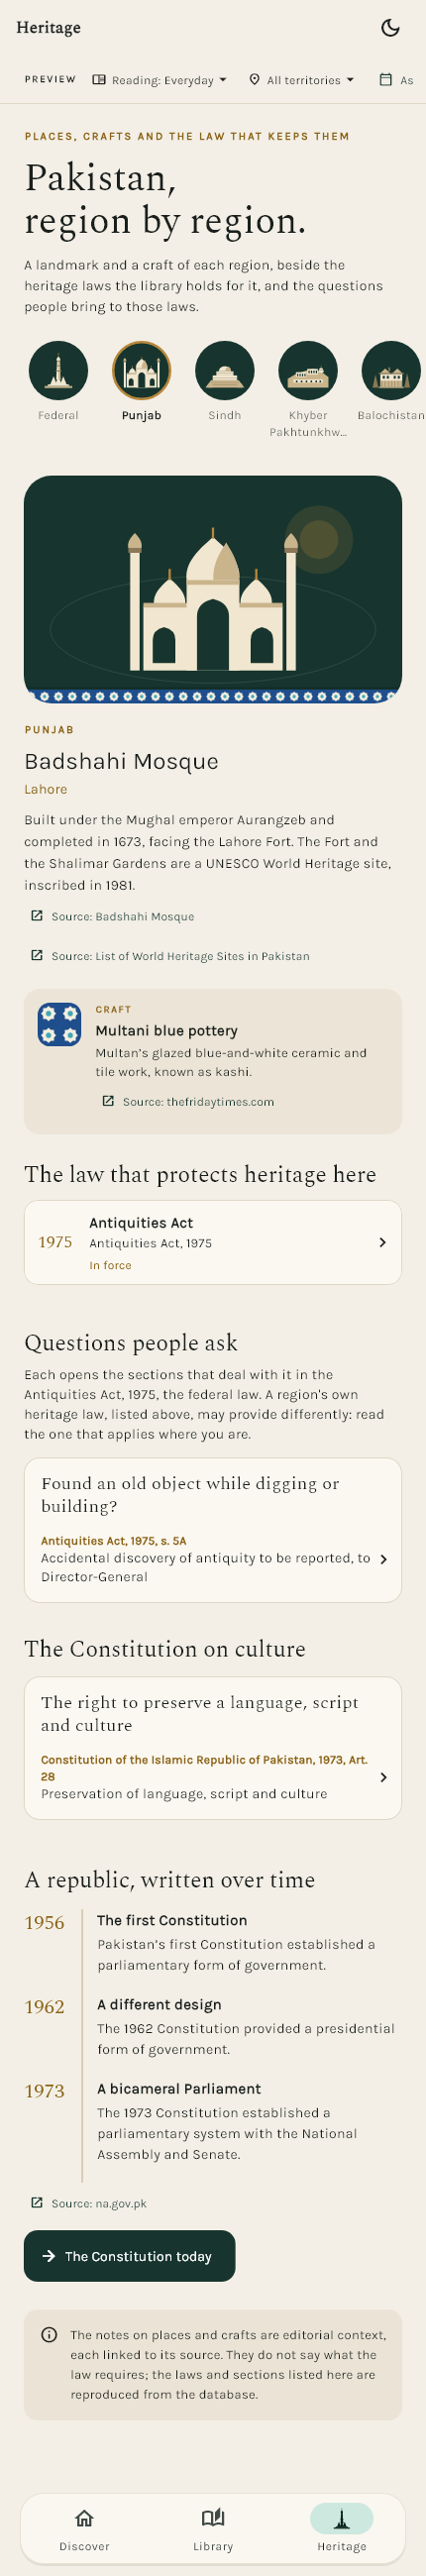 Heritage
PREVIEW Reading: Everyday All territories As
PLACES, CRAFTS AND THE LAW THAT KEEPS THEM
Pakistan,
region by region.
A landmark and a craft of each region, beside the
heritage laws the library holds for it, and the questions
people bring to those laws.
Federal Punjab Sindh Khyber Balochistan
Pakhtunkhw...
PUNJAB
Badshahi Mosque
Lahore
Built under the Mughal emperor Aurangzeb and
completed in 1673, facing the Lahore Fort. The Fort and
the Shalimar Gardens are a UNESCO World Heritage site,
inscribed in 1981.
Source: Badshahi Mosque
Source: List of World Heritage Sites in Pakistan
CRAFT
Multani blue pottery
Multan's glazed blue-and-white ceramic and
tile work, known as kashi.
Source: thefridaytimes.com
The law that protects heritage here
Antiquities Act
1975 Antiquities Act, 1975
In force
Questions people ask
Each opens the sections that deal with it in the
Antiquities Act, 1975, the federal law. A region's own
heritage law, listed above, may provide differently: read
the one that applies where you are.
Found an old object while digging or
building?
Antiquities Act, 1975, s. 5A
Accidental discovery of antiquity to be reported, to
Director-General
The Constitution on culture
The right to preserve a language, script
and culture
Constitution of the Islamic Republic of Pakistan, 1973, Art.
28
Preservation of language, script and culture
A republic, written over time
1956 The first Constitution
Pakistan's first Constitution established a
parliamentary form of government.
1962 A different design
The 1962 Constitution provided a presidential
form of government.
1973 A bicameral Parliament
The 1973 Constitution established a
parliamentary system with the National
Assembly and Senate.
Source: na.gov.pk
The Constitution today
The notes on places and crafts are editorial context,
each linked to its source. They do not say what the
law requires; the laws and sections listed here are
reproduced from the database.
Discover Library Heritage